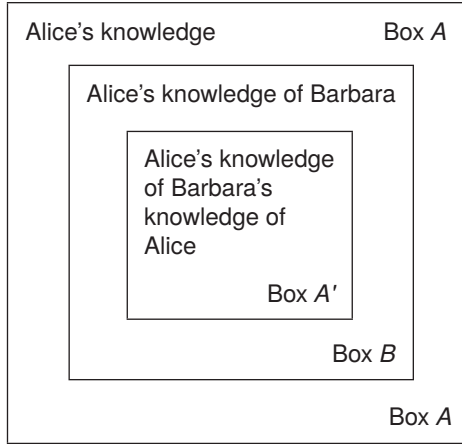 Alice’s knowledge Box A
Alice’s knowledge of Barbara
Alice’s knowledge
of Barbara’s
knowledge of
Alice
Box A′
Box B
Box A